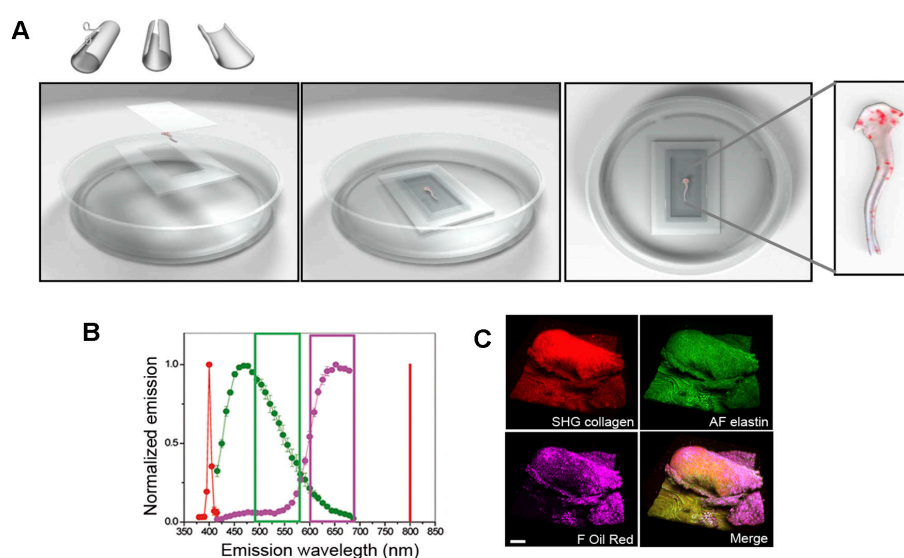 A
B
Normalized emission
1.0
0.5
0.0
350 400 450 500 550 600 650 700 750 800 850
Emission wavelegth (nm)
C
SHG collagen
AF elastin
F Oil Red
Merge